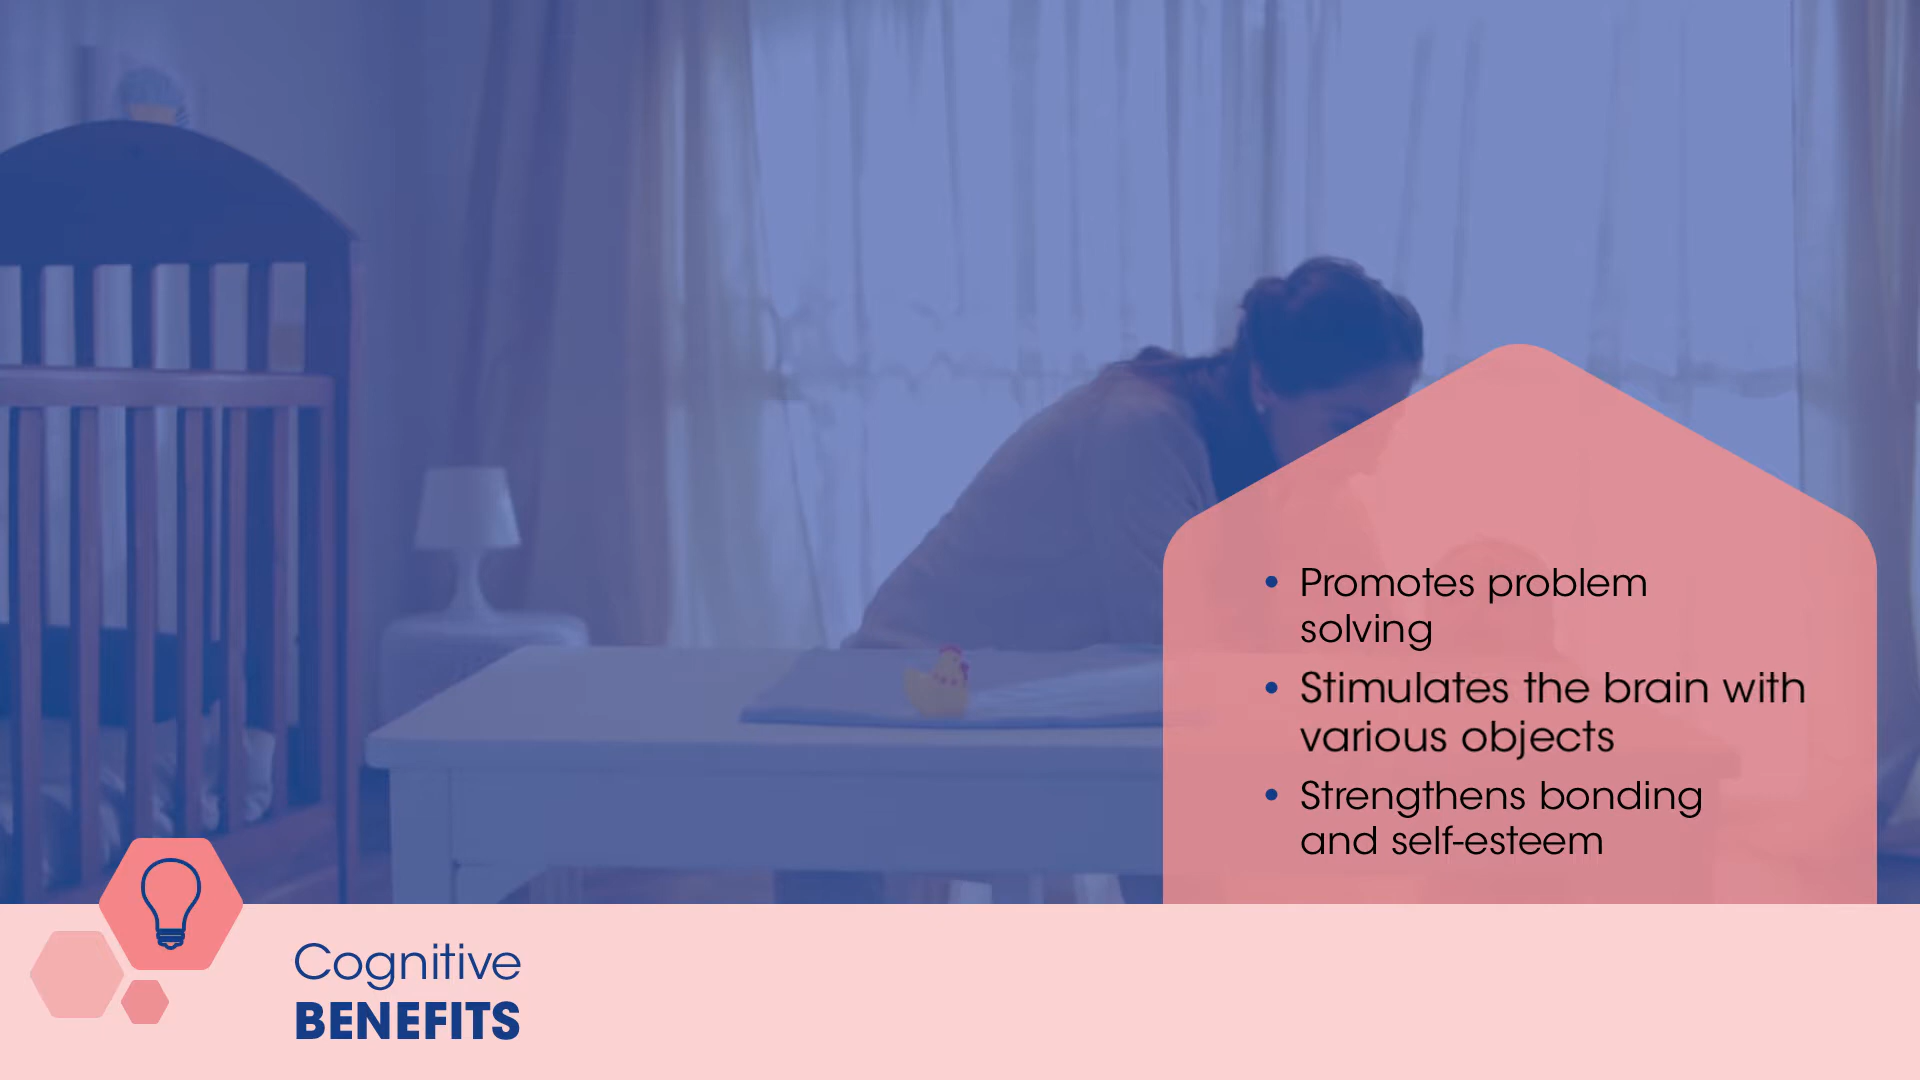 • Promotes problem
solving
• Stimulates the brain with
various objects
• Strengthens bonding
and self-esteem
Cognitive
BENEFITS